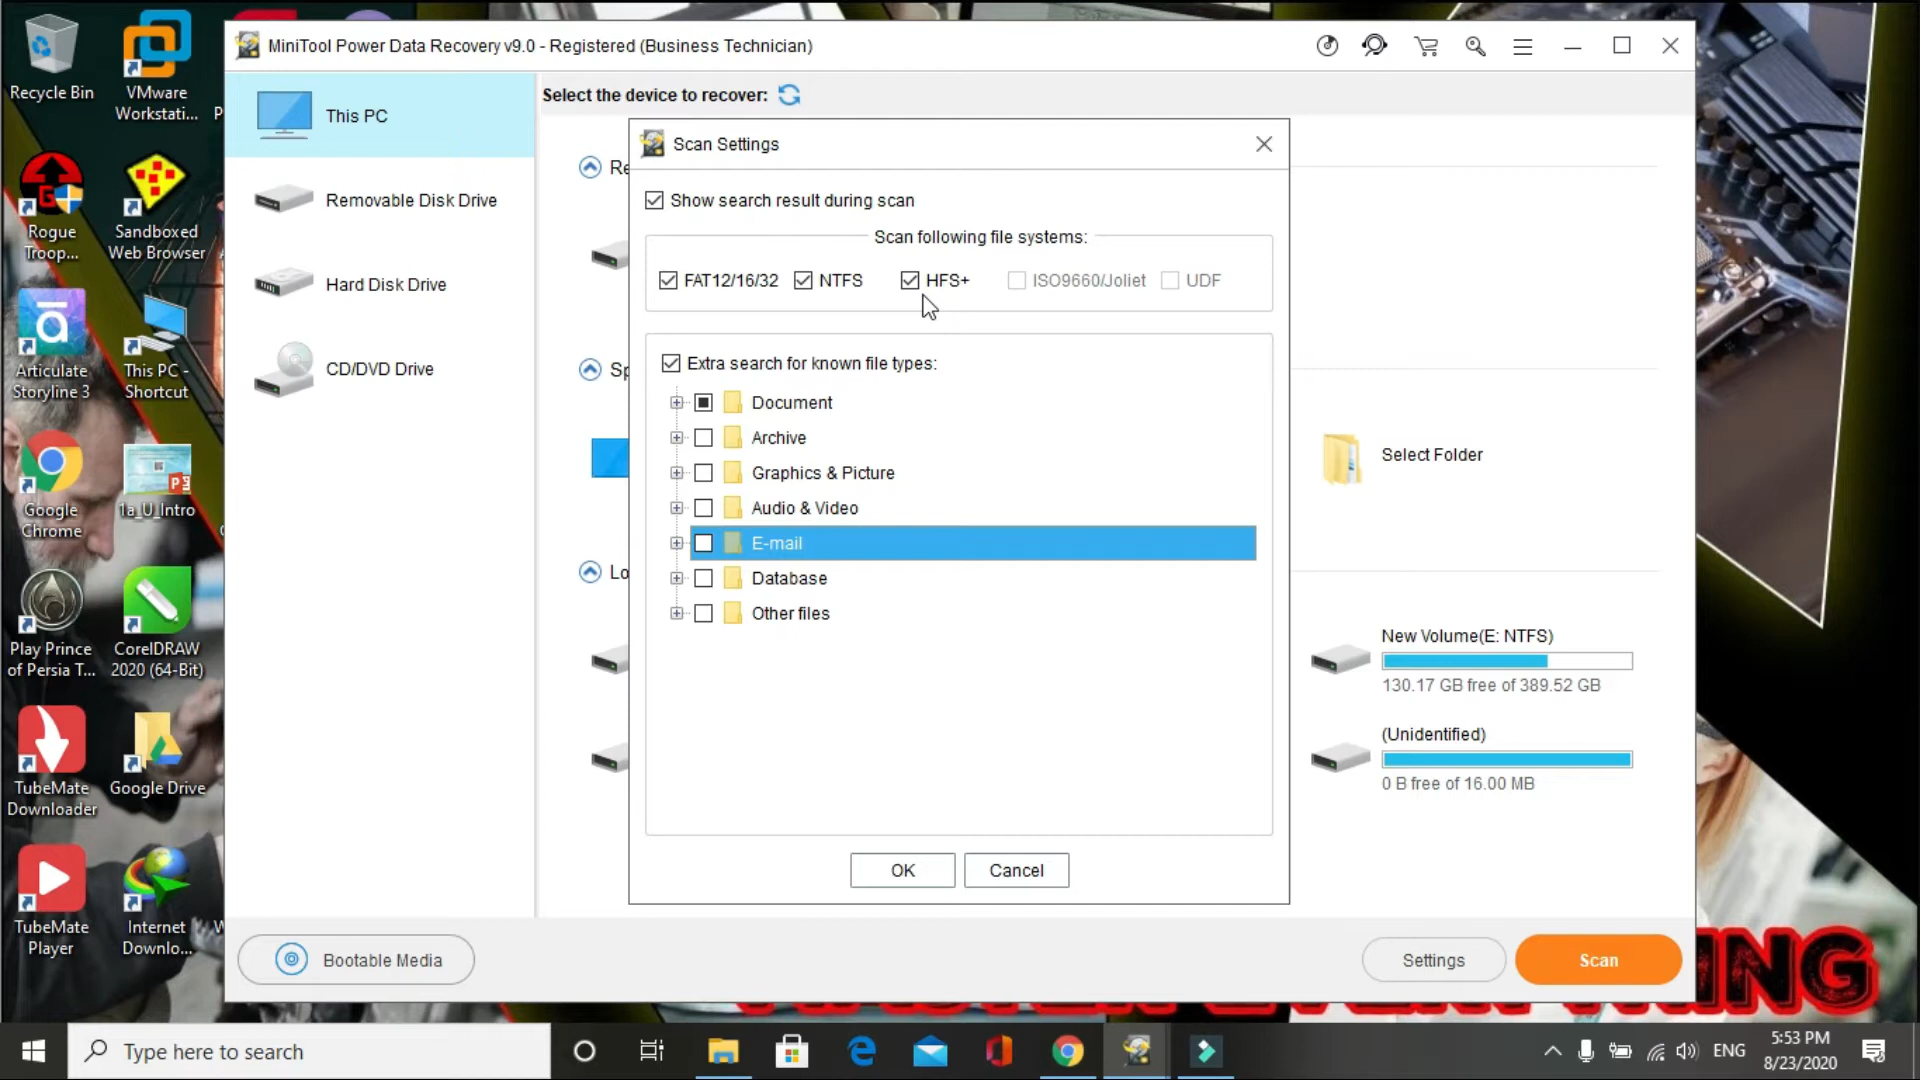 Recycle Bin
VMware
Workstati...
P
Rogue
Troop...
Sandboxed
Web Browser
Articulate
Storyline 3
This PC -
Shortcut
Google
Chrome
1a_U_Intro
Play Prince
of Persia T...
CorelDRAW
2020 (64-Bit)
TubeMate
Downloader
Google Drive
TubeMate
Player
Internet
Downlo...
W
MiniTool Power Data Recovery v9.0 - Registered (Business Technician)
This PC
Removable Disk Drive
Hard Disk Drive
CD/DVD Drive
Select the device to recover:
Re
Sp
Lo
Scan Settings
Show search result during scan
Scan following file systems:
FAT12/16/32 NTFS HFS+ ISO9660/Joliet UDF
Extra search for known file types:
Document
Archive
Graphics & Picture
Audio & Video
E-mail
Database
Other files
OK Cancel
Select Folder
New Volume(E: NTFS)
130.17 GB free of 389.52 GB
(Unidentified)
0 B free of 16.00 MB
Bootable Media
Settings
Scan
Type here to search
ENG
5:53 PM
8/23/2020